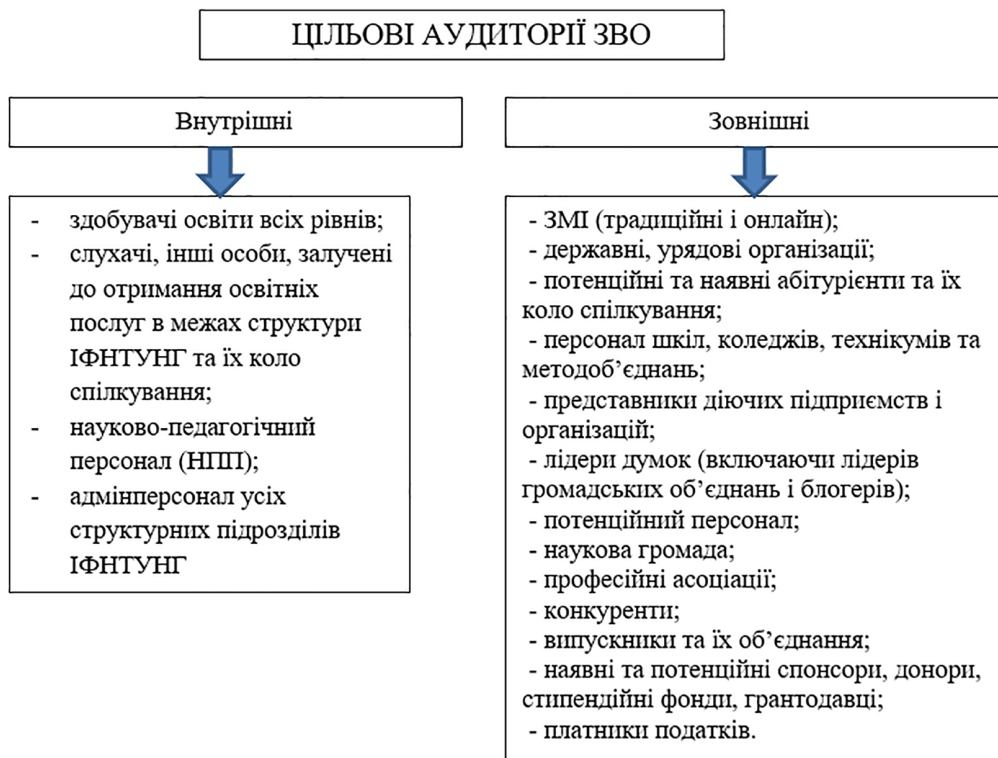 ЦІЛЬОВІ АУДИТОРІЇ ЗВО
Внутрішні
- здобувачі освіти всіх рівнів;
- слухачі, інші особи, залучені
до отримання освітніх
послуг в межах структури
ІФНТУНГ та їх коло
спілкування;
- науково-педагогічний
персонал (НПП);
- адмінперсонал усіх
структурних підрозділів
ІФНТУНГ
Зовнішні
- ЗМІ (традиційні і онлайн);
- державні, урядові організації;
- потенційні та наявні абітурієнти та їх
коло спілкування;
- персонал шкіл, коледжів, технікумів та
методоб’єднань;
- представники діючих підприємств і
організацій;
- лідери думок (включаючи лідерів
громадських об’єднань і блогерів);
- потенційний персонал;
- наукова громада;
- професійні асоціації;
- конкуренти;
- випускники та їх об’єднання;
- наявні та потенційні спонсори, донори,
стипендійні фонди, грантодавці;
- платники податків.